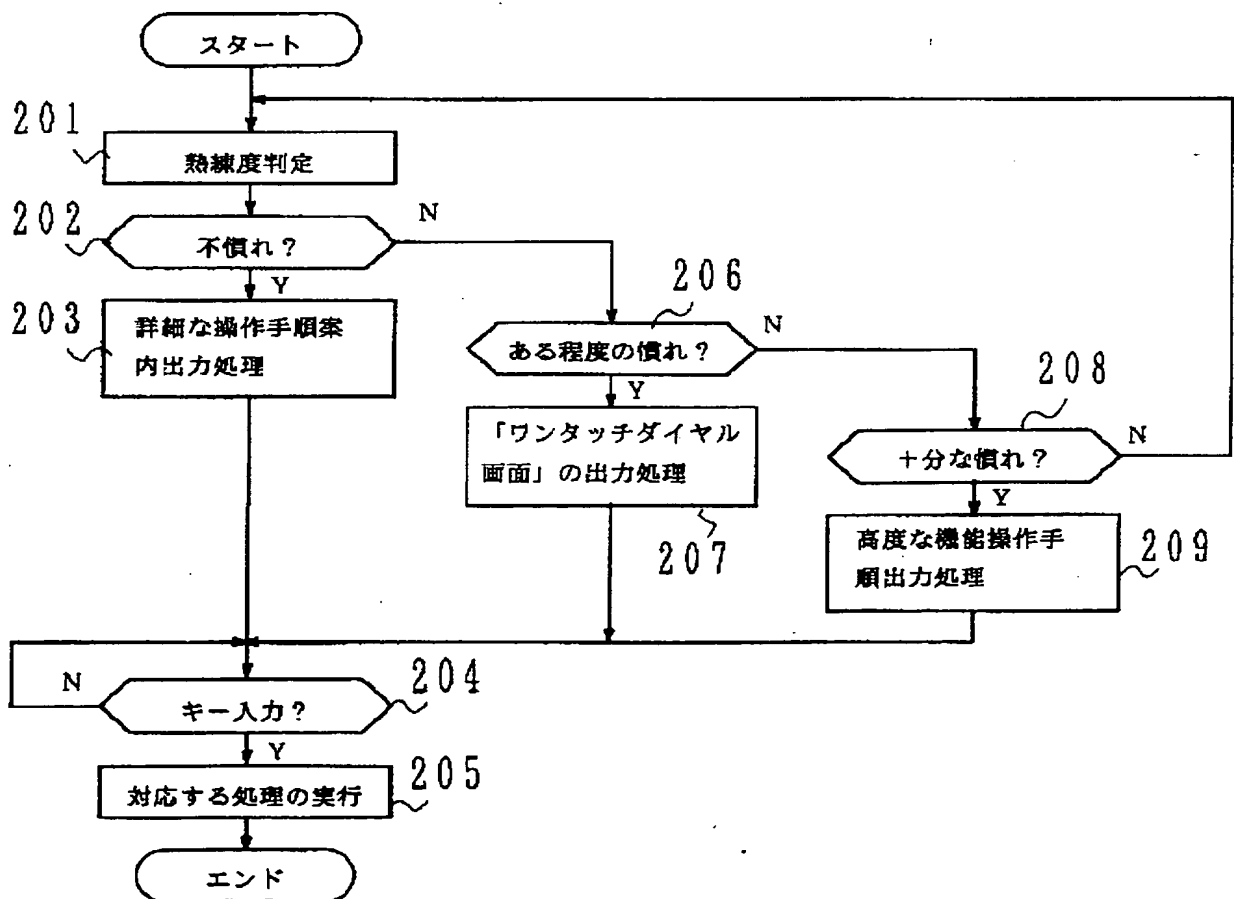 スタート
201
熟練度判定
202
不慣れ?
N
Y
203
詳細な操作手順案
内出力処理
206
ある程度の慣れ?
N
Y
「ワンタッチダイヤル
画面」の出力処理
207
208
十分な慣れ?
N
Y
高度な機能操作手
順出力処理
209
N
キー入力?
204
Y
対応する処理の実行
205
エンド